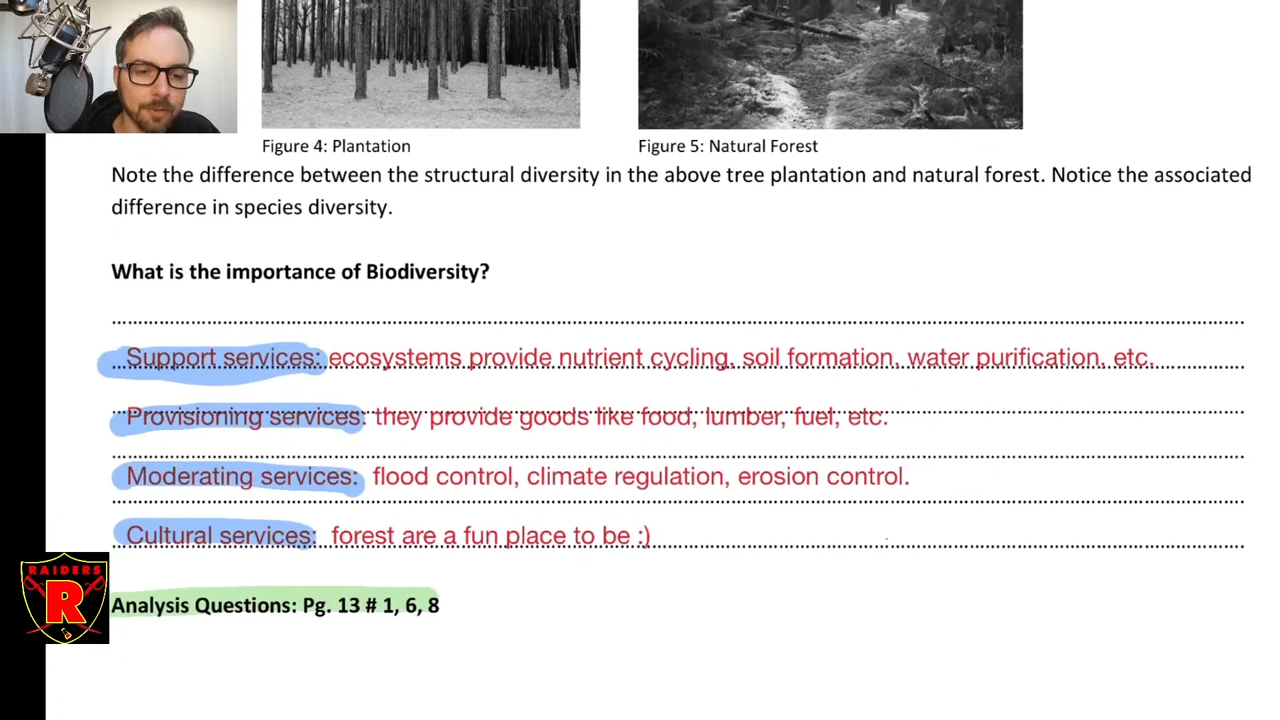 Figure 4: Plantation
Figure 5: Natural Forest
Note the difference between the structural diversity in the above tree plantation and natural forest. Notice the associated
difference in species diversity.
What is the importance of Biodiversity?
Support services: ecosystems provide nutrient cycling, soil formation, water purification, etc.
Provisioning services: they provide goods like food, lumber, fuel, etc.
Moderating services: flood control, climate regulation, erosion control.
Cultural services: forest are a fun place to be :)
RAIDERS
R
Analysis Questions: Pg. 13 # 1, 6, 8